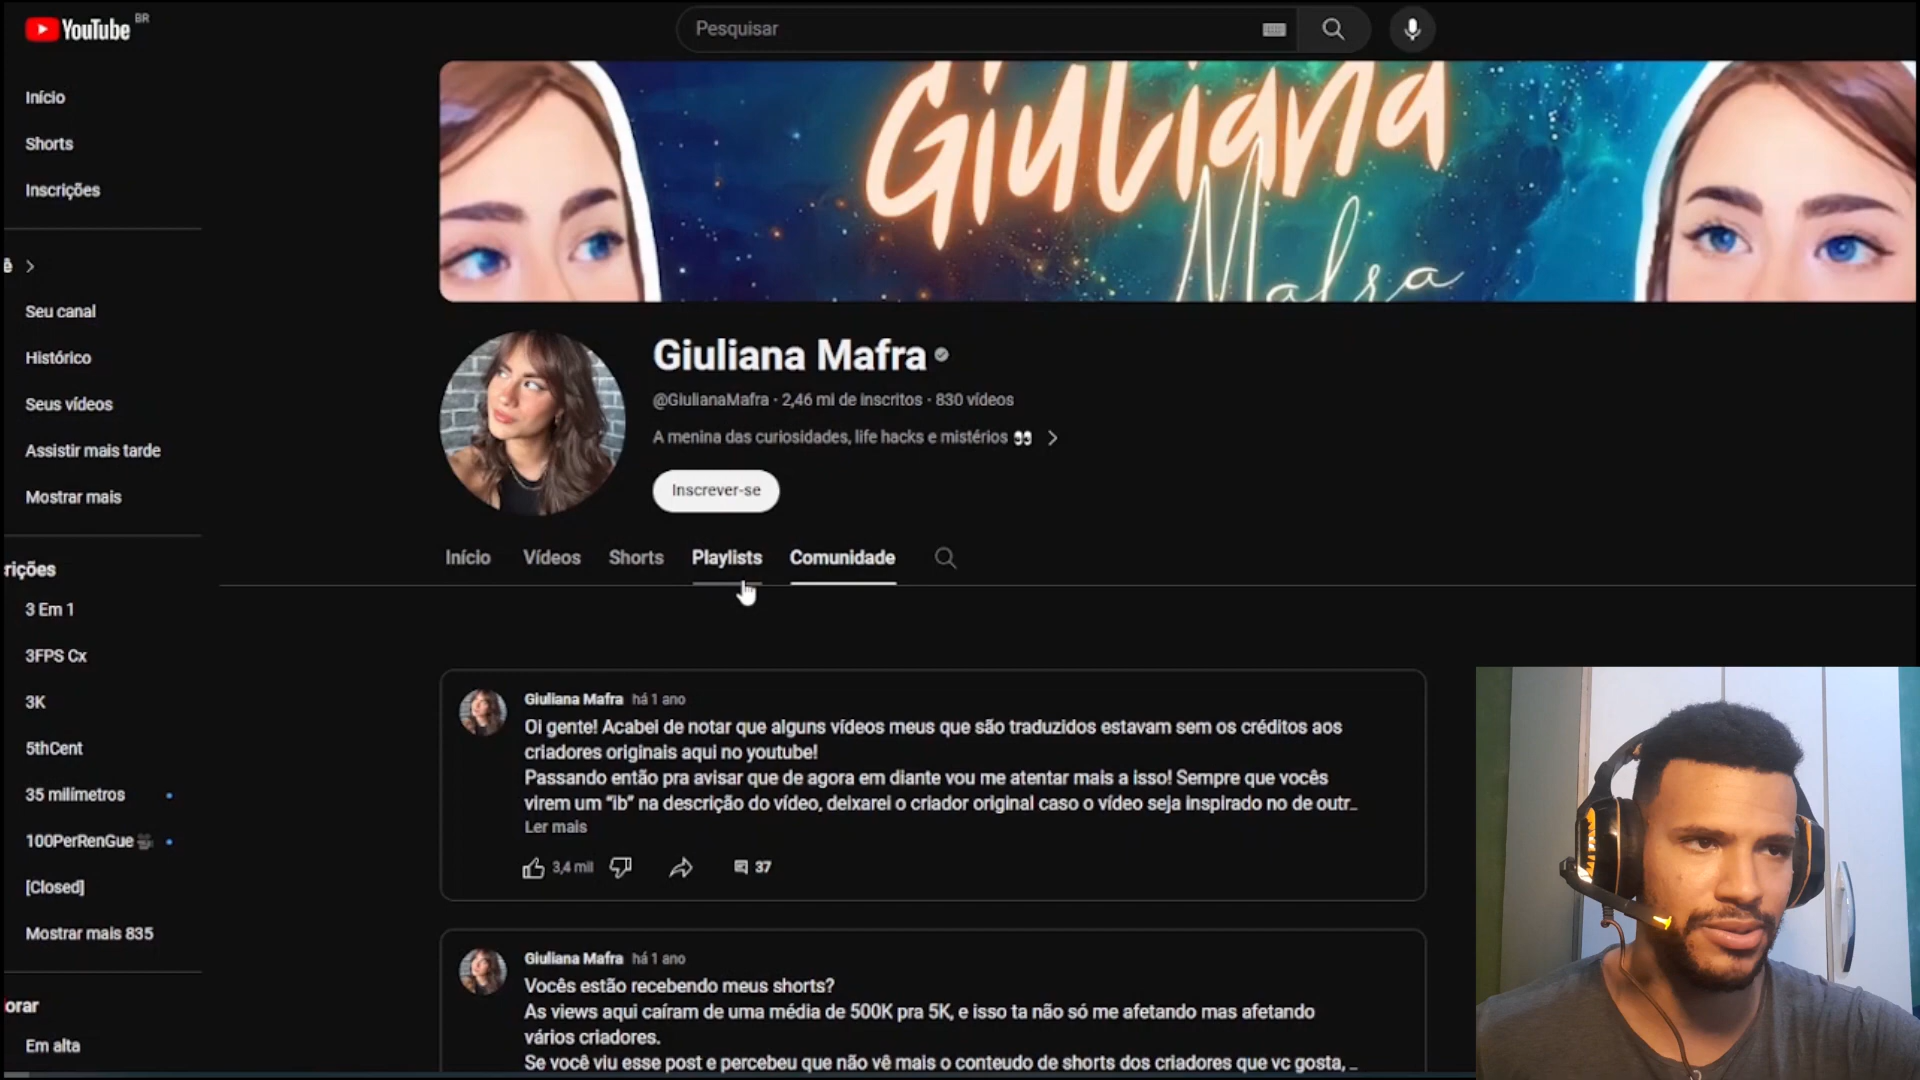 YouTube BR
Pesquisar
Início
Shorts
Inscrições
ê
Seu canal
Histórico
Seus vídeos
Assistir mais tarde
Mostrar mais
rições
3 Em 1
3FPS Cx
3K
5thCent
35 milímetros
100PerRenGue
[Closed]
Mostrar mais 835
orar
Em alta
Giuliana
Mafra
Giuliana Mafra
@GiulianaMafra · 2,46 mi de inscritos · 830 vídeos
A menina das curiosidades, life hacks e mistérios 👀
Inscrever-se
Início Vídeos Shorts Playlists Comunidade
Giuliana Mafra há 1 ano
Oi gente! Acabei de notar que alguns vídeos meus que são traduzidos estavam sem os créditos aos
criadores originais aqui no youtube!
Passando então pra avisar que de agora em diante vou me atentar mais a isso! Sempre que vocês
virem um “ib” na descrição do vídeo, deixarei o criador original caso o vídeo seja inspirado no de outr...
Ler mais
3,4 mil 37
Giuliana Mafra há 1 ano
Vocês estão recebendo meus shorts?
As views aqui caíram de uma média de 500K pra 5K, e isso ta não só me afetando mas afetando
vários criadores.
Se você viu esse post e percebeu que não vê mais o conteudo de shorts dos criadores que vc gosta, ...